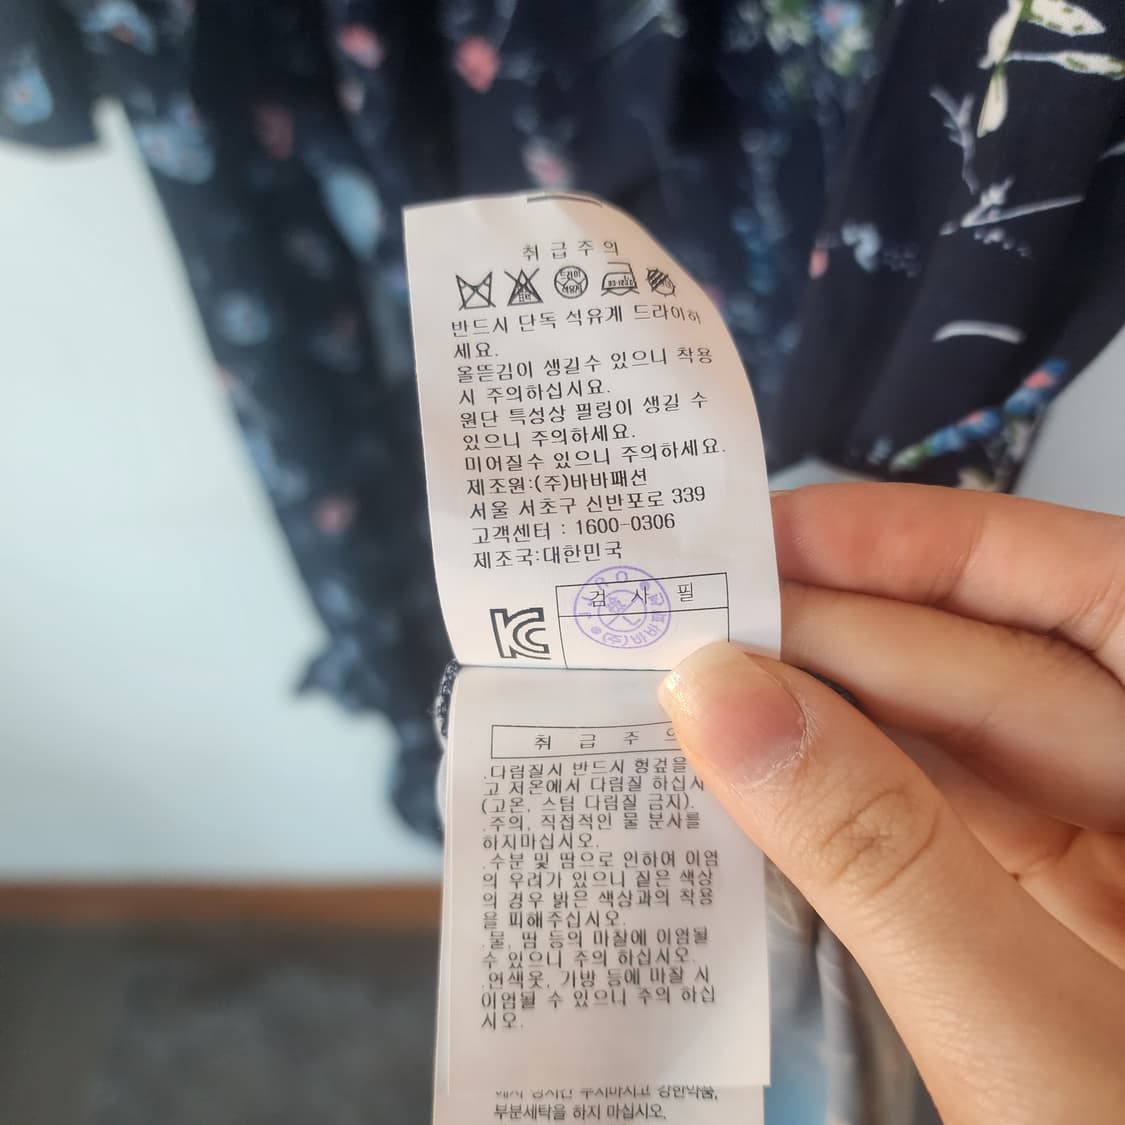 취급주의
드라이
석유계
80-120℃
반드시 단독 석유계 드라이하
세요.
올뜯김이 생길수 있으니 착용
시 주의하십시요.
원단 특성상 필링이 생길 수
있으니 주의하세요.
미어질수 있으니 주의하세요.
제조원:(주)바바패션
서울 서초구 신반포로 339
고객센터 : 1600-0306
제조국:대한민국
검 사 필
KC
취 급 주 의
.다림질시 반드시 헝겊을
고 저온에서 다림질 하십시
(고온, 스팀 다림질 금지).
.주의, 직접적인 물 분사를
하지마십시오.
.수분 및 땀으로 인하여 이염
의 우려가 있으니 짙은 색상
의 경우 밝은 색상과의 착용
을 피해주십시오.
.물, 땀 등의 마찰에 이염될
수 있으니 주의 하십시오.
.연색옷, 가방 등에 마찰 시
이염될 수 있으니 주의 하십
시오.
부분세탁을 하지 마십시오.